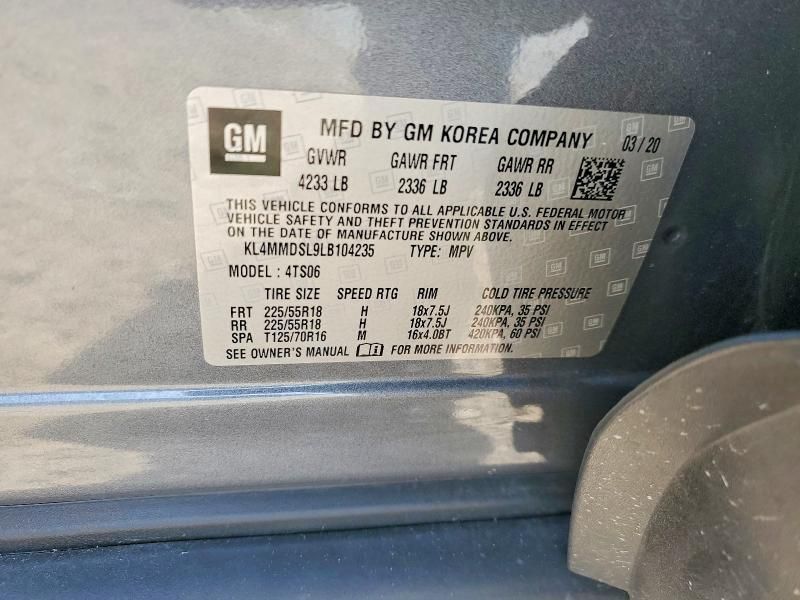 GM MFD BY GM KOREA COMPANY 03/20
GVWR GAWR FRT GAWR RR
4233 LB 2336 LB 2336 LB
THIS VEHICLE CONFORMS TO ALL APPLICABLE U.S. FEDERAL MOTOR
VEHICLE SAFETY AND THEFT PREVENTION STANDARDS IN EFFECT
ON THE DATE OF MANUFACTURE SHOWN ABOVE.
KL4MMDSL9LB104235 TYPE: MPV
MODEL : 4TS06
TIRE SIZE SPEED RTG RIM COLD TIRE PRESSURE
FRT 225/55R18 H 18x7.5J 240KPA, 35 PSI
RR 225/55R18 H 18x7.5J 240KPA, 35 PSI
SPA T125/70R16 M 16x4.0BT 420KPA, 60 PSI
SEE OWNER'S MANUAL FOR MORE INFORMATION.